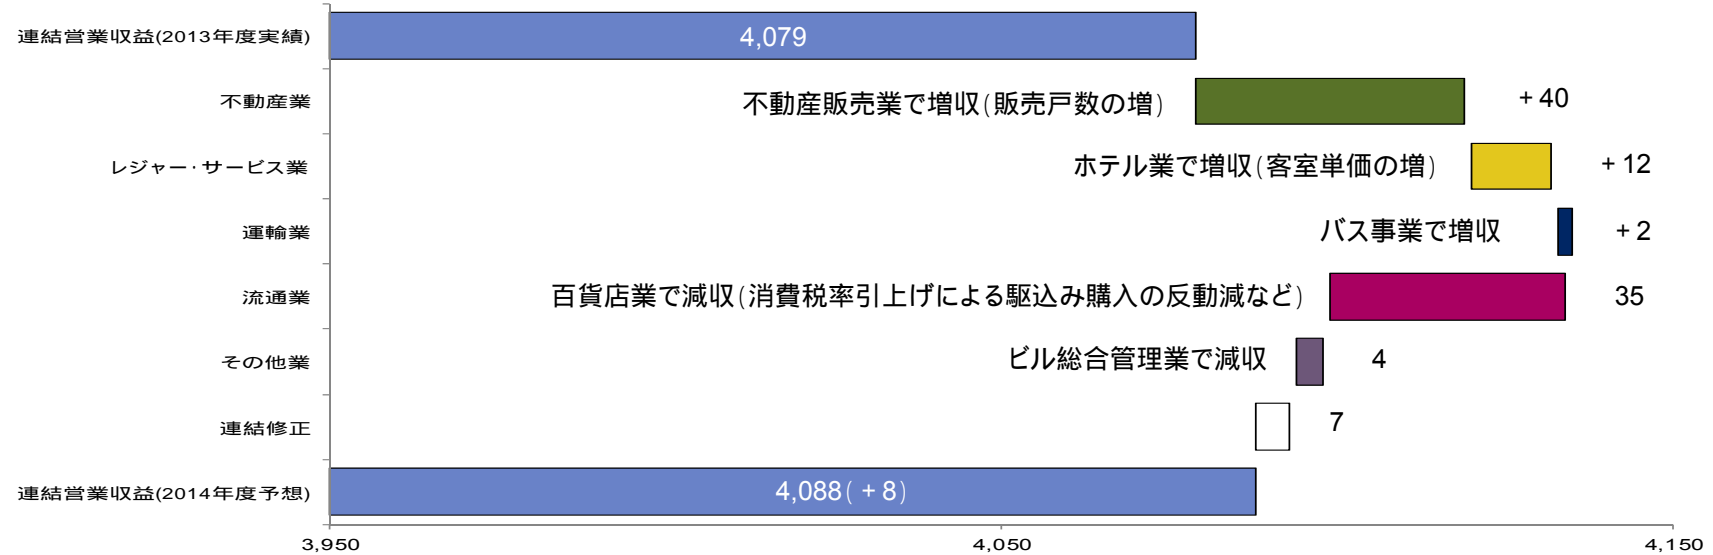 連結営業収益(2013年度実績) 4,079
不動産業 不動産販売業で増収(販売戸数の増) +40
レジャー・サービス業 ホテル業で増収(客室単価の増) +12
運輸業 バス事業で増収 +2
流通業 百貨店業で減収(消費税率引上げによる駆込み購入の反動減など) 35
その他業 ビル総合管理業で減収 4
連結修正 7
連結営業収益(2014年度予想) 4,088(+8)
3,950 4,050 4,150